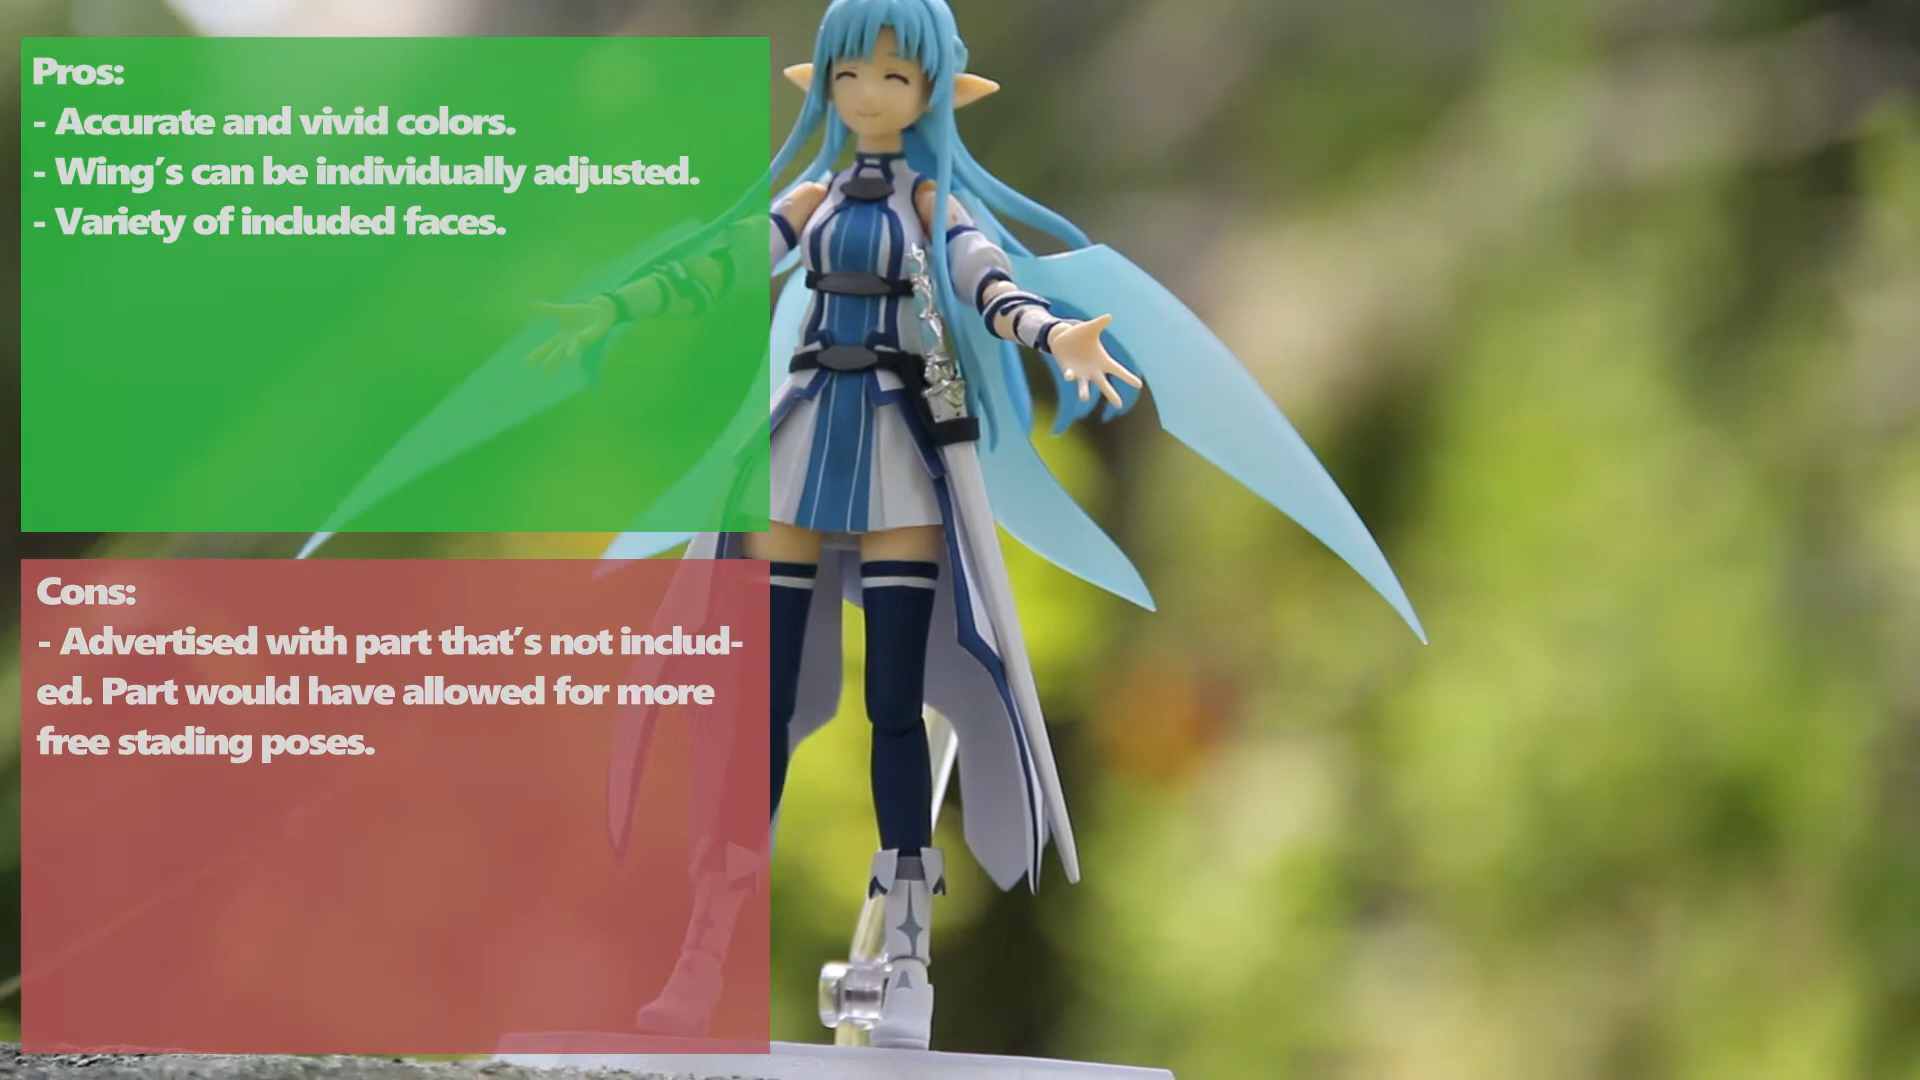 Pros:
- Accurate and vivid colors.
- Wing's can be individually adjusted.
- Variety of included faces.
Cons:
- Advertised with part that's not includ-
ed. Part would have allowed for more
free stading poses.